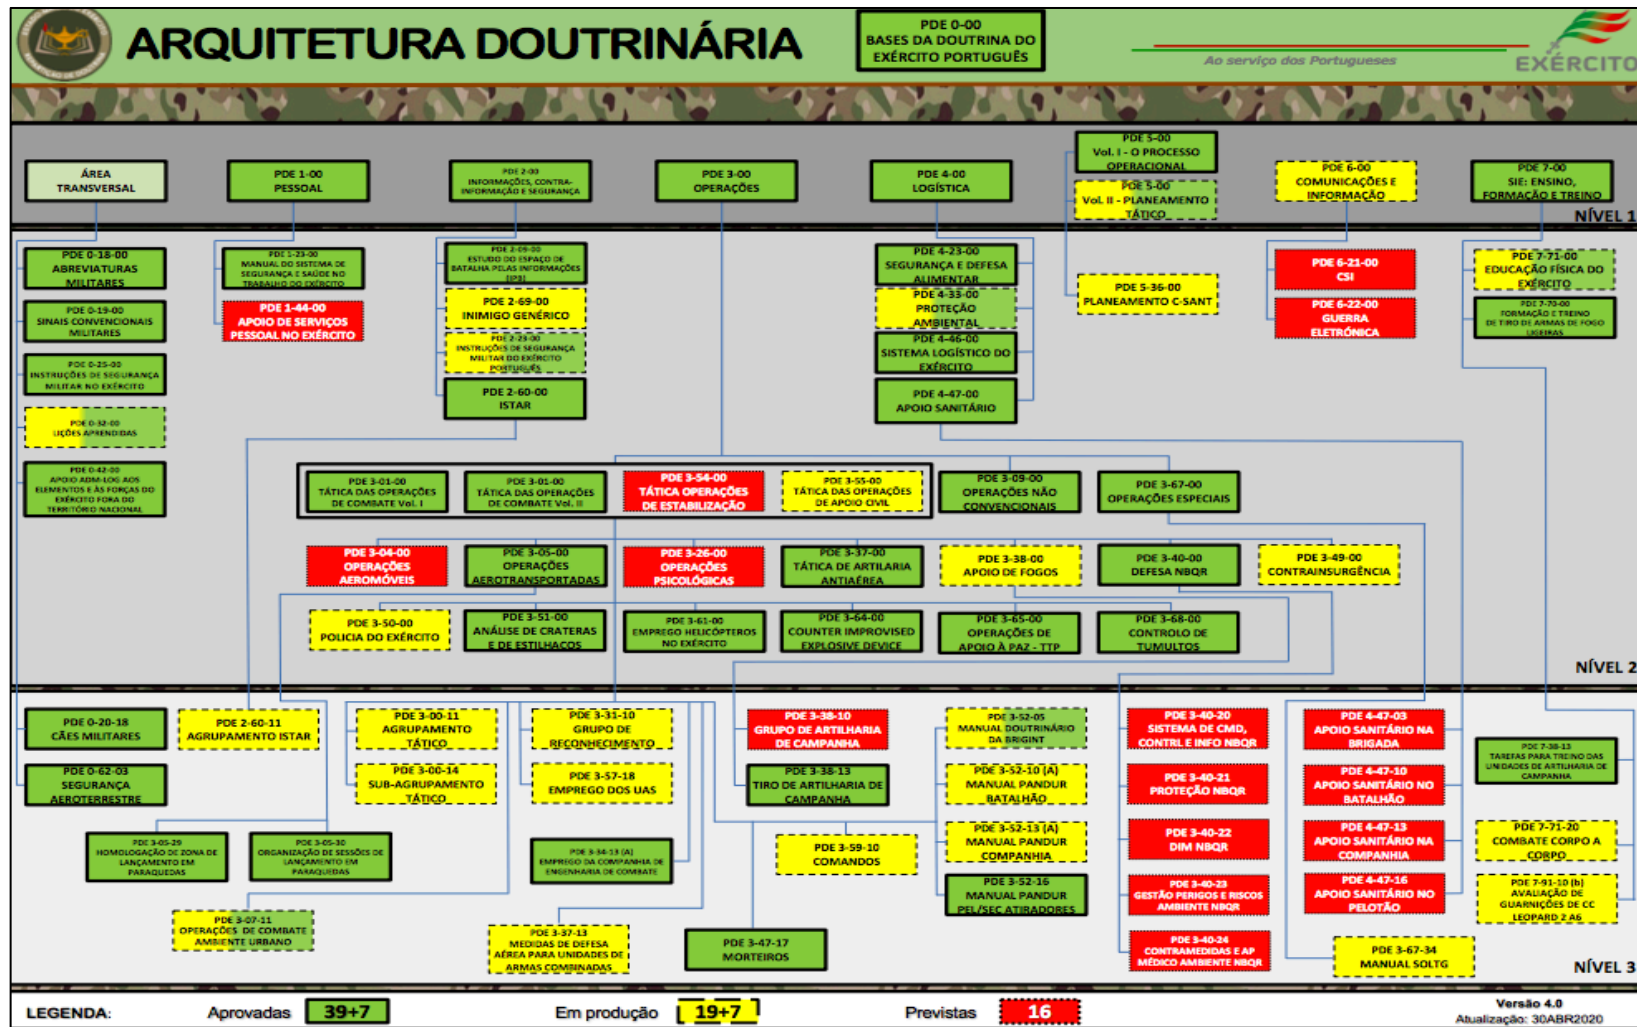 ARQUITETURA DOUTRINÁRIA
PDE 0-00
BASES DA DOUTRINA DO
EXÉRCITO PORTUGUÊS
Ao serviço dos Portugueses
EXÉRCITO
ÁREA
TRANSVERSAL
PDE 1-00
PESSOAL
PDE 2-00
INFORMAÇÕES, CONTRA-
INFORMAÇÃO E SEGURANÇA
PDE 3-00
OPERAÇÕES
PDE 4-00
LOGÍSTICA
PDE 5-00
Vol. I - O PROCESSO
OPERACIONAL
PDE 5-00
Vol. II - PLANEAMENTO
TÁTICO
PDE 6-00
COMUNICAÇÕES E
INFORMAÇÃO
PDE 7-00
SIE: ENSINO,
FORMAÇÃO E TREINO
NÍVEL 1
PDE 0-18-00
ABREVIATURAS
MILITARES
PDE 0-19-00
SINAIS CONVENCIONAIS
MILITARES
PDE 0-25-00
INSTRUÇÕES DE SEGURANÇA
MILITAR NO EXÉRCITO
PDE 0-32-00
LIÇÕES APRENDIDAS
PDE 0-42-00
APOIO ADM-LOG AOS
ELEMENTOS E ÀS FORÇAS DO
EXÉRCITO FORA DO
TERRITÓRIO NACIONAL
PDE 1-23-00
MANUAL DO SISTEMA DE
SEGURANÇA E SAÚDE NO
TRABALHO DO EXÉRCITO
PDE 1-44-00
APOIO DE SERVIÇOS
PESSOAL NO EXÉRCITO
PDE 2-09-00
ESTUDO DO ESPAÇO DE
BATALHA PELAS INFORMAÇÕES
PDE 2-69-00
INIMIGO GENÉRICO
PDE 2-23-00
INSTRUÇÕES DE SEGURANÇA
MILITAR DO EXÉRCITO
PORTUGUÊS
PDE 2-60-00
ISTAR
PDE 4-23-00
SEGURANÇA E DEFESA
ALIMENTAR
PDE 4-33-00
PROTEÇÃO
AMBIENTAL
PDE 4-46-00
SISTEMA LOGÍSTICO DO
EXÉRCITO
PDE 4-47-00
APOIO SANITÁRIO
PDE 5-36-00
PLANEAMENTO C-SANT
PDE 6-21-00
CSI
PDE 6-22-00
GUERRA
ELETRÓNICA
PDE 7-71-00
EDUCAÇÃO FÍSICA DO
EXÉRCITO
PDE 7-70-00
FORMAÇÃO E TREINO
DE TIRO DE ARMAS DE FOGO
LIGEIRAS
PDE 3-01-00
TÁTICA DAS OPERAÇÕES
DE COMBATE Vol. I
PDE 3-01-00
TÁTICA DAS OPERAÇÕES
DE COMBATE Vol. II
PDE 3-54-00
TÁTICA OPERAÇÕES
DE ESTABILIZAÇÃO
PDE 3-55-00
TÁTICA DAS OPERAÇÕES
DE APOIO CIVIL
PDE 3-09-00
OPERAÇÕES NÃO
CONVENCIONAIS
PDE 3-67-00
OPERAÇÕES ESPECIAIS
PDE 3-04-00
OPERAÇÕES
AEROMÓVEIS
PDE 3-05-00
OPERAÇÕES
AEROTRANSPORTADAS
PDE 3-26-00
OPERAÇÕES
PSICOLÓGICAS
PDE 3-37-00
TÁTICA DE ARTILARIA
ANTIAÉREA
PDE 3-38-00
APOIO DE FOGOS
PDE 3-40-00
DEFESA NBQR
PDE 3-49-00
CONTRAINSURGÊNCIA
PDE 3-50-00
POLICIA DO EXÉRCITO
PDE 3-51-00
ANÁLISE DE CRATERAS
E DE ESTILHAÇOS
PDE 3-61-00
EMPREGO HELICÓPTEROS
NO EXÉRCITO
PDE 3-64-00
COUNTER IMPROVISED
EXPLOSIVE DEVICE
PDE 3-65-00
OPERAÇÕES DE
APOIO À PAZ - TTP
PDE 3-68-00
CONTROLO DE
TUMULTOS
NÍVEL 2
PDE 0-20-18
CÃES MILITARES
PDE 0-62-03
SEGURANÇA
AEROTERRESTRE
PDE 2-60-11
AGRUPAMENTO ISTAR
PDE 3-00-11
AGRUPAMENTO
TÁTICO
PDE 3-00-14
SUB-AGRUPAMENTO
TÁTICO
PDE 3-31-10
GRUPO DE
RECONHECIMENTO
PDE 3-57-18
EMPREGO DOS UAS
PDE 3-38-10
GRUPO DE ARTILHARIA
DE CAMPANHA
PDE 3-38-13
TIRO DE ARTILHARIA DE
CAMPANHA
PDE 3-52-05
MANUAL DOUTRINÁRIO
DA BRIGINT
PDE 3-52-10 (A)
MANUAL PANDUR
BATALHÃO
PDE 3-52-13 (A)
MANUAL PANDUR
COMPANHIA
PDE 3-52-16
MANUAL PANDUR
PEL/SEC ATIRADORES
PDE 3-40-20
SISTEMA DE CMD,
CONTRL E INFO NBQR
PDE 3-40-21
PROTEÇÃO NBQR
PDE 3-40-22
DIM NBQR
PDE 3-40-23
GESTÃO PERIGOS E RISCOS
AMBIENTE NBQR
PDE 3-40-24
CONTRAMEDIDAS E AP
MÉDICO AMBIENTE NBQR
PDE 4-47-03
APOIO SANITÁRIO NA
BRIGADA
PDE 4-47-10
APOIO SANITÁRIO NO
BATALHÃO
PDE 4-47-13
APOIO SANITÁRIO NA
COMPANHIA
PDE 4-47-16
APOIO SANITÁRIO NO
PELOTÃO
PDE 7-38-13
TAREFAS PARA TREINO DAS
UNIDADES DE ARTILHARIA DE
CAMPANHA
PDE 7-71-20
COMBATE CORPO A
CORPO
PDE 7-91-10 (b)
AVALIAÇÃO DE
GUARNIÇÕES DE CC
LEOPARD 2 A6
PDE 3-05-29
HOMOLOGAÇÃO DE ZONA DE
LANÇAMENTO EM
PARAQUEDAS
PDE 3-05-30
ORGANIZAÇÃO DE SESSÕES DE
LANÇAMENTO EM
PARAQUEDAS
PDE 3-34-13 (A)
EMPREGO DA COMPANHIA DE
ENGENHARIA DE COMBATE
PDE 3-59-10
COMANDOS
PDE 3-07-11
OPERAÇÕES DE COMBATE
AMBIENTE URBANO
PDE 3-37-13
MEDIDAS DE DEFESA
AÉREA PARA UNIDADES DE
ARMAS COMBINADAS
PDE 3-47-17
MORTEIROS
PDE 3-67-34
MANUAL SOLTG
NÍVEL 3
LEGENDA:
Aprovadas
39+7
Em produção
19+7
Previstas
16
Versão 4.0
Atualização: 30ABR2020